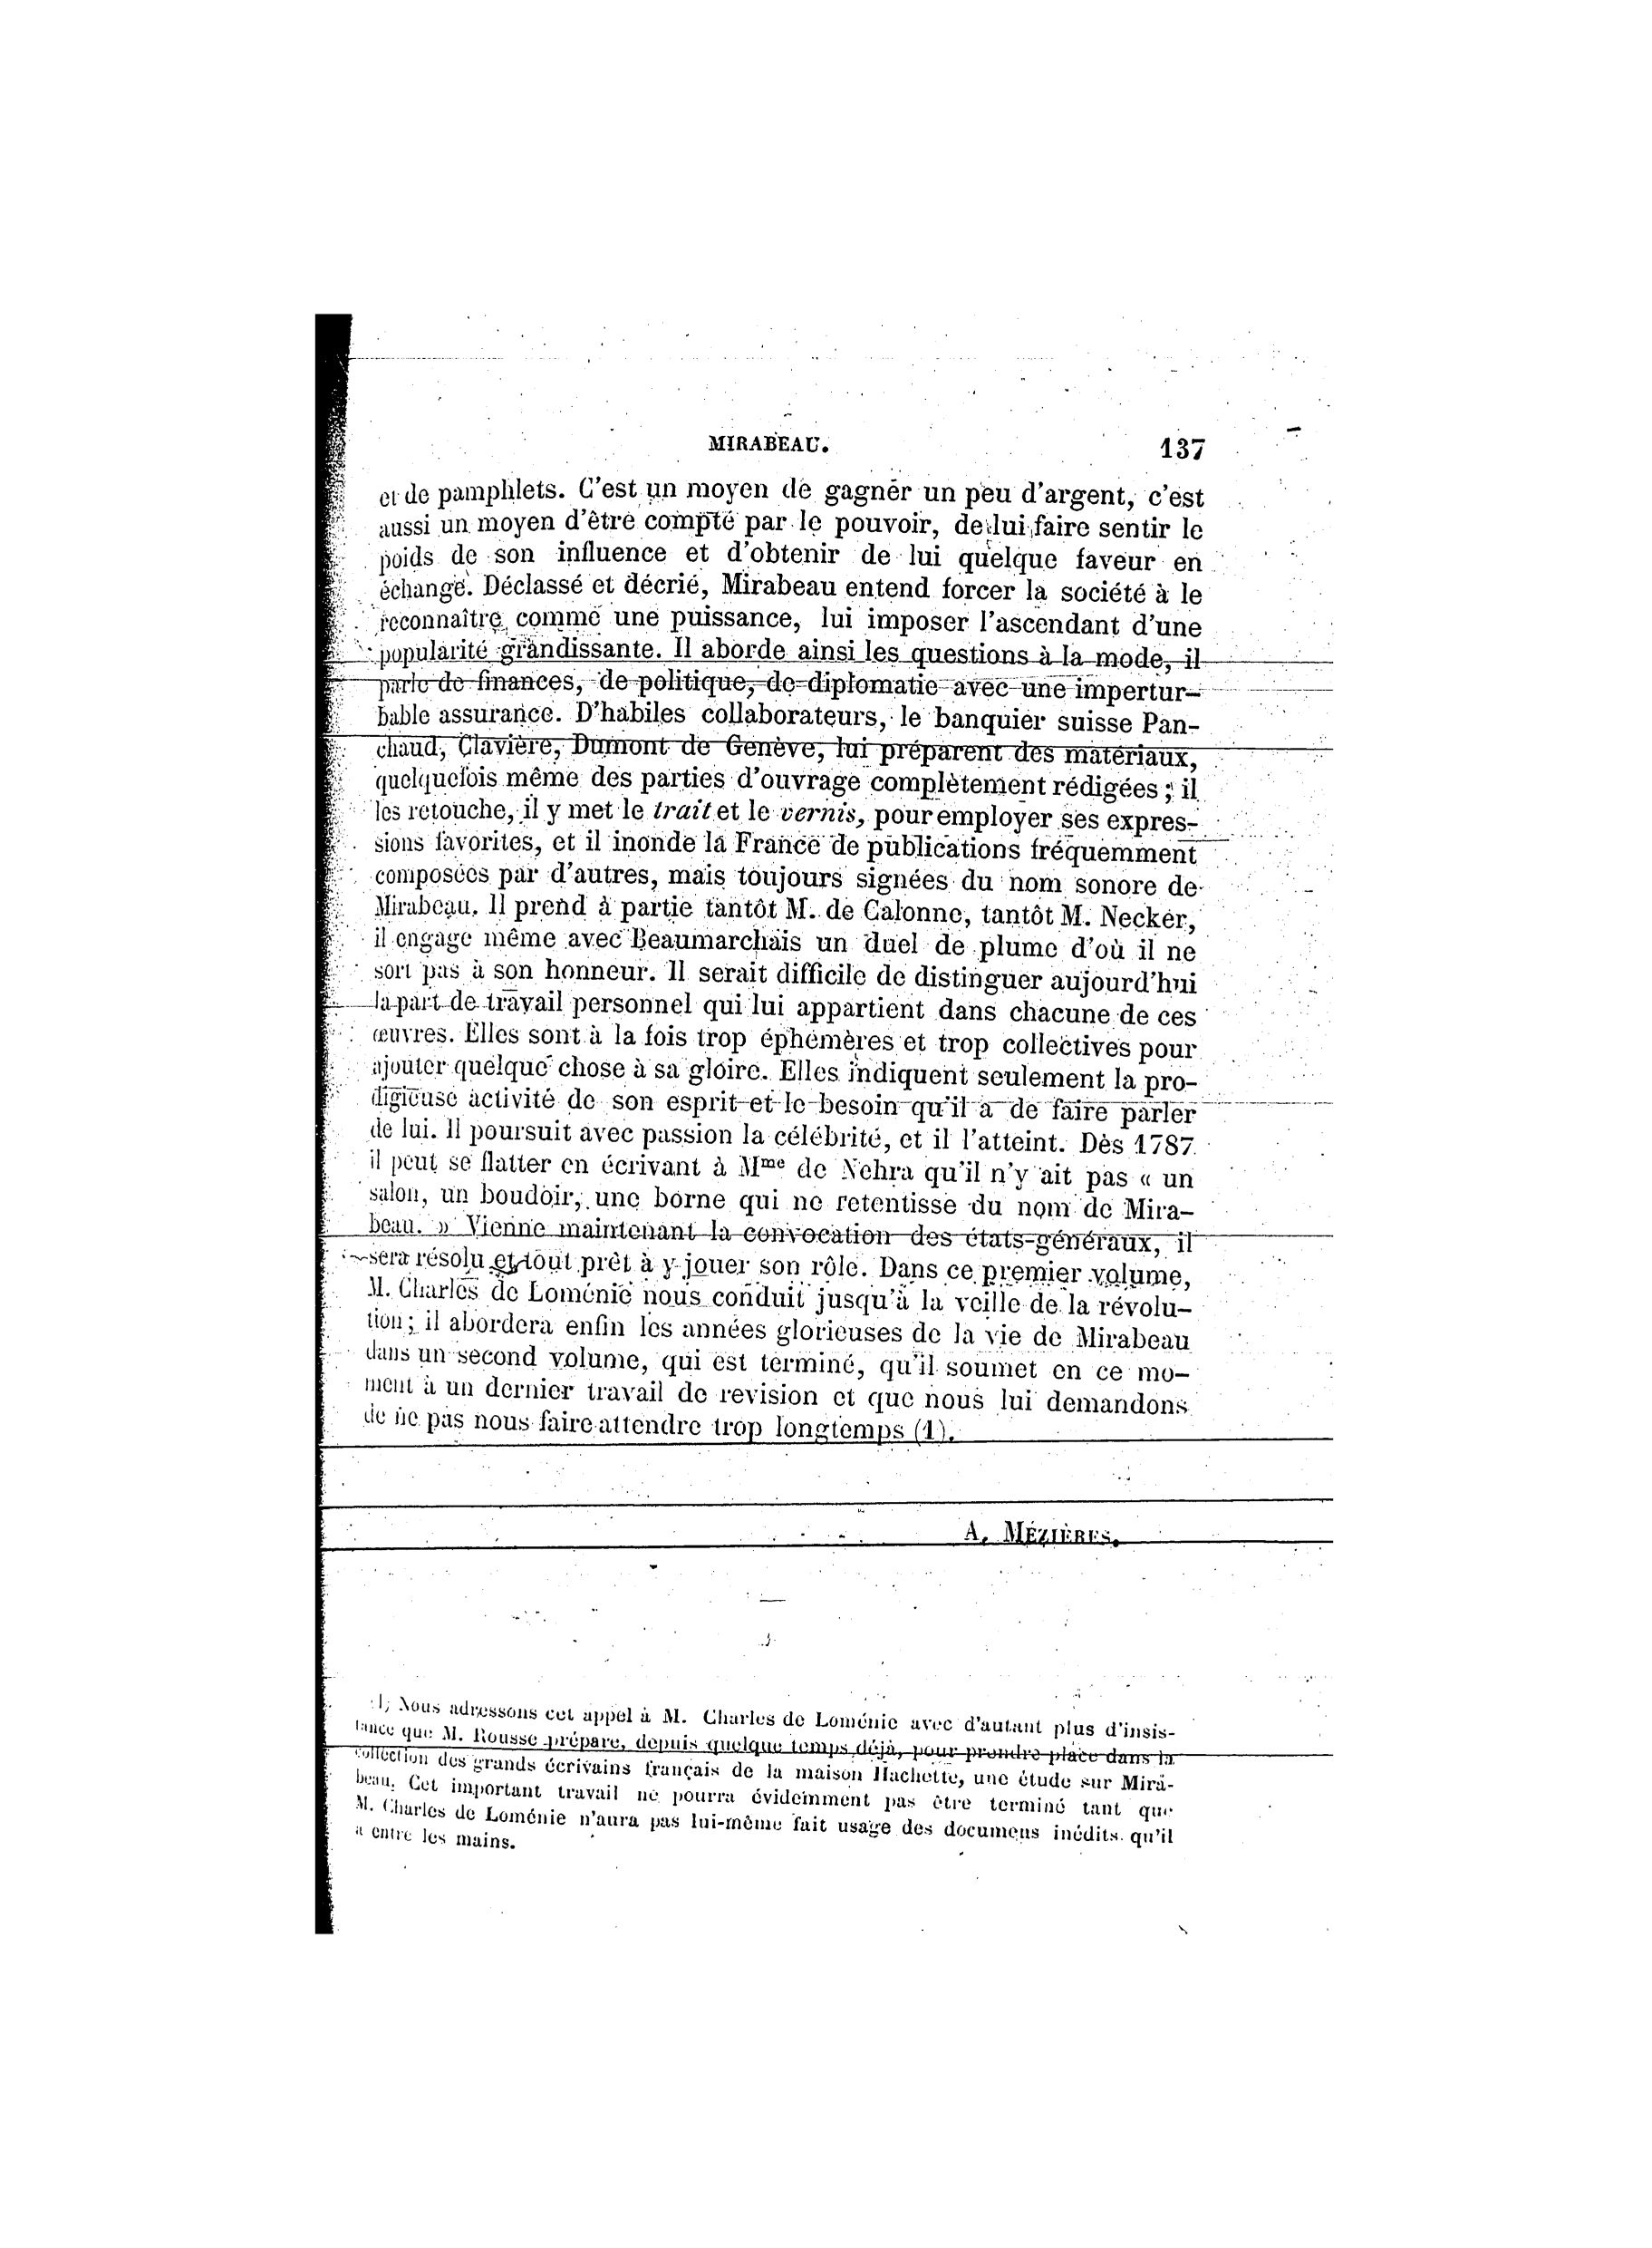 MIRABEAU. 137
et de pamphlets. C'est un moyen de gagner un peu d'argent, c'est
aussi un moyen d'être compté par le pouvoir, de lui faire sentir le
poids de son influence et d'obtenir de lui quelque faveur en
échange. Déclassé et décrié, Mirabeau entend forcer la société à le
reconnaître comme une puissance, lui imposer l'ascendant d'une
popularité grandissante. Il aborde ainsi les questions à la mode, il
parle de finances, de politique, de diplomatie avec une impertur-
bable assurance. D'habiles collaborateurs, le banquier suisse Pan-
chaud, Clavière, Dumont de Genève, lui préparent des matériaux,
quelquefois même des parties d'ouvrage complètement rédigées ; il
les retouche, il y met le trait et le vernis, pour employer ses expres-
sions favorites, et il inonde la France de publications fréquemment
composées par d'autres, mais toujours signées du nom sonore de
Mirabeau. Il prend à partie tantôt M. de Calonne, tantôt M. Necker,
il engage même avec Beaumarchais un duel de plume d'où il ne
sort pas à son honneur. Il serait difficile de distinguer aujourd'hui
la part de travail personnel qui lui appartient dans chacune de ces
œuvres. Elles sont à la fois trop éphémères et trop collectives pour
ajouter quelque chose à sa gloire. Elles indiquent seulement la pro-
digieuse activité de son esprit et le besoin qu'il a de faire parler
de lui. Il poursuit avec passion la célébrité, et il l'atteint. Dès 1787
il peut se flatter en écrivant à Mme de Nehra qu'il n'y ait pas « un
salon, un boudoir, une borne qui ne retentisse du nom de Mira-
beau. » Vienne maintenant la convocation des états-généraux, il
sera résolu et tout prêt à y jouer son rôle. Dans ce premier volume,
M. Charles de Loménie nous conduit jusqu'à la veille de la révolu-
tion ; il abordera enfin les années glorieuses de la vie de Mirabeau
dans un second volume, qui est terminé, qu'il soumet en ce mo-
ment à un dernier travail de revision et que nous lui demandons
de ne pas nous faire attendre trop longtemps (1).
A. MÉZIÈRES.
(1) Nous adressons cet appel à M. Charles de Loménie avec d'autant plus d'insis-
tance que M. Rousse prépare, depuis quelque temps déjà, pour prendre place dans la
collection des grands écrivains français de la maison Hachette, une étude sur Mira-
beau. Cet important travail ne pourra évidemment pas être terminé tant que
M. Charles de Loménie n'aura pas lui-même fait usage des documens inédits qu'il
a entre les mains.